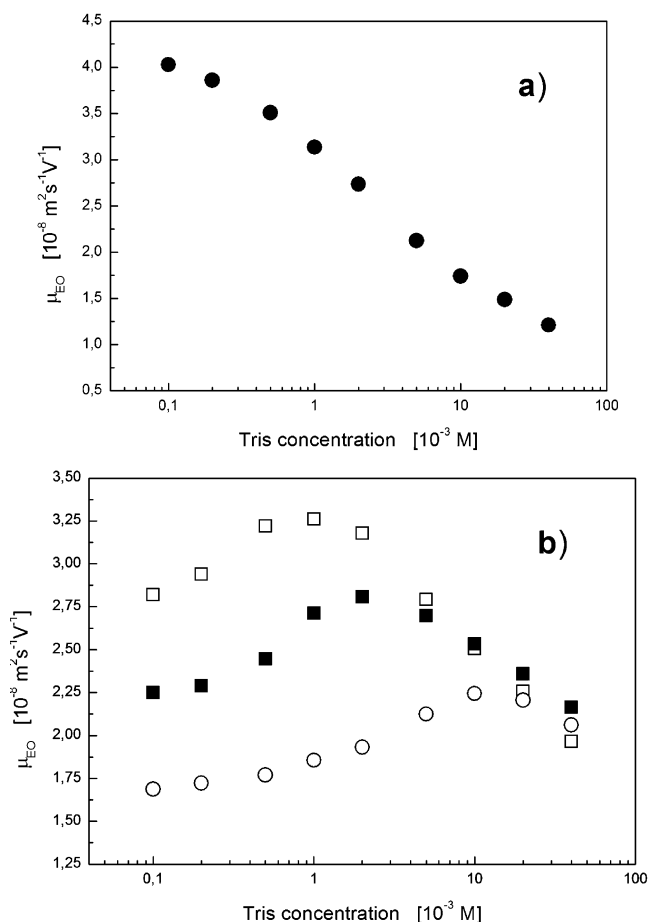 4,5
4,0
3,5
3,0
2,5
2,0
1,5
1,0
0,5
μEO [10⁻⁸ m²s⁻¹V⁻¹]
a)
0,1 1 10 100
Tris concentration [10⁻³ M]
3,50
3,25
3,00
2,75
2,50
2,25
2,00
1,75
1,50
1,25
μEO [10⁻⁸ m²s⁻¹V⁻¹]
b)
0,1 1 10 100
Tris concentration [10⁻³ M]